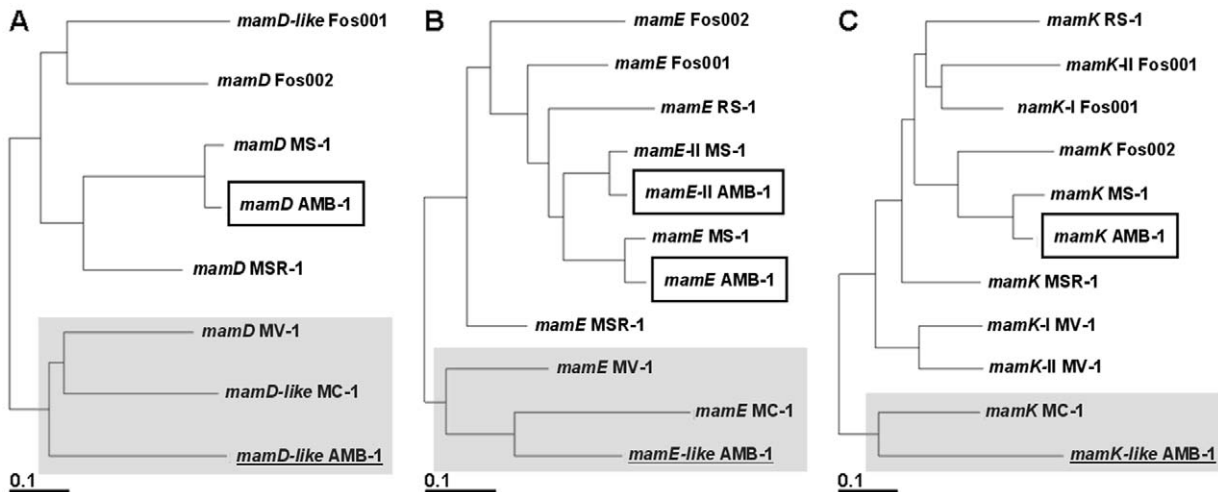 A
mamD-like Fos001
mamD Fos002
mamD MS-1
mamD AMB-1
mamD MSR-1
mamD MV-1
mamD-like MC-1
mamD-like AMB-1
0.1
B
mamE Fos002
mamE Fos001
mamE RS-1
mamE-II MS-1
mamE-II AMB-1
mamE MS-1
mamE AMB-1
mamE MSR-1
mamE MV-1
mamE MC-1
mamE-like AMB-1
0.1
C
mamK RS-1
mamK-II Fos001
namK-I Fos001
mamK Fos002
mamK MS-1
mamK AMB-1
mamK MSR-1
mamK-I MV-1
mamK-II MV-1
mamK MC-1
mamK-like AMB-1
0.1